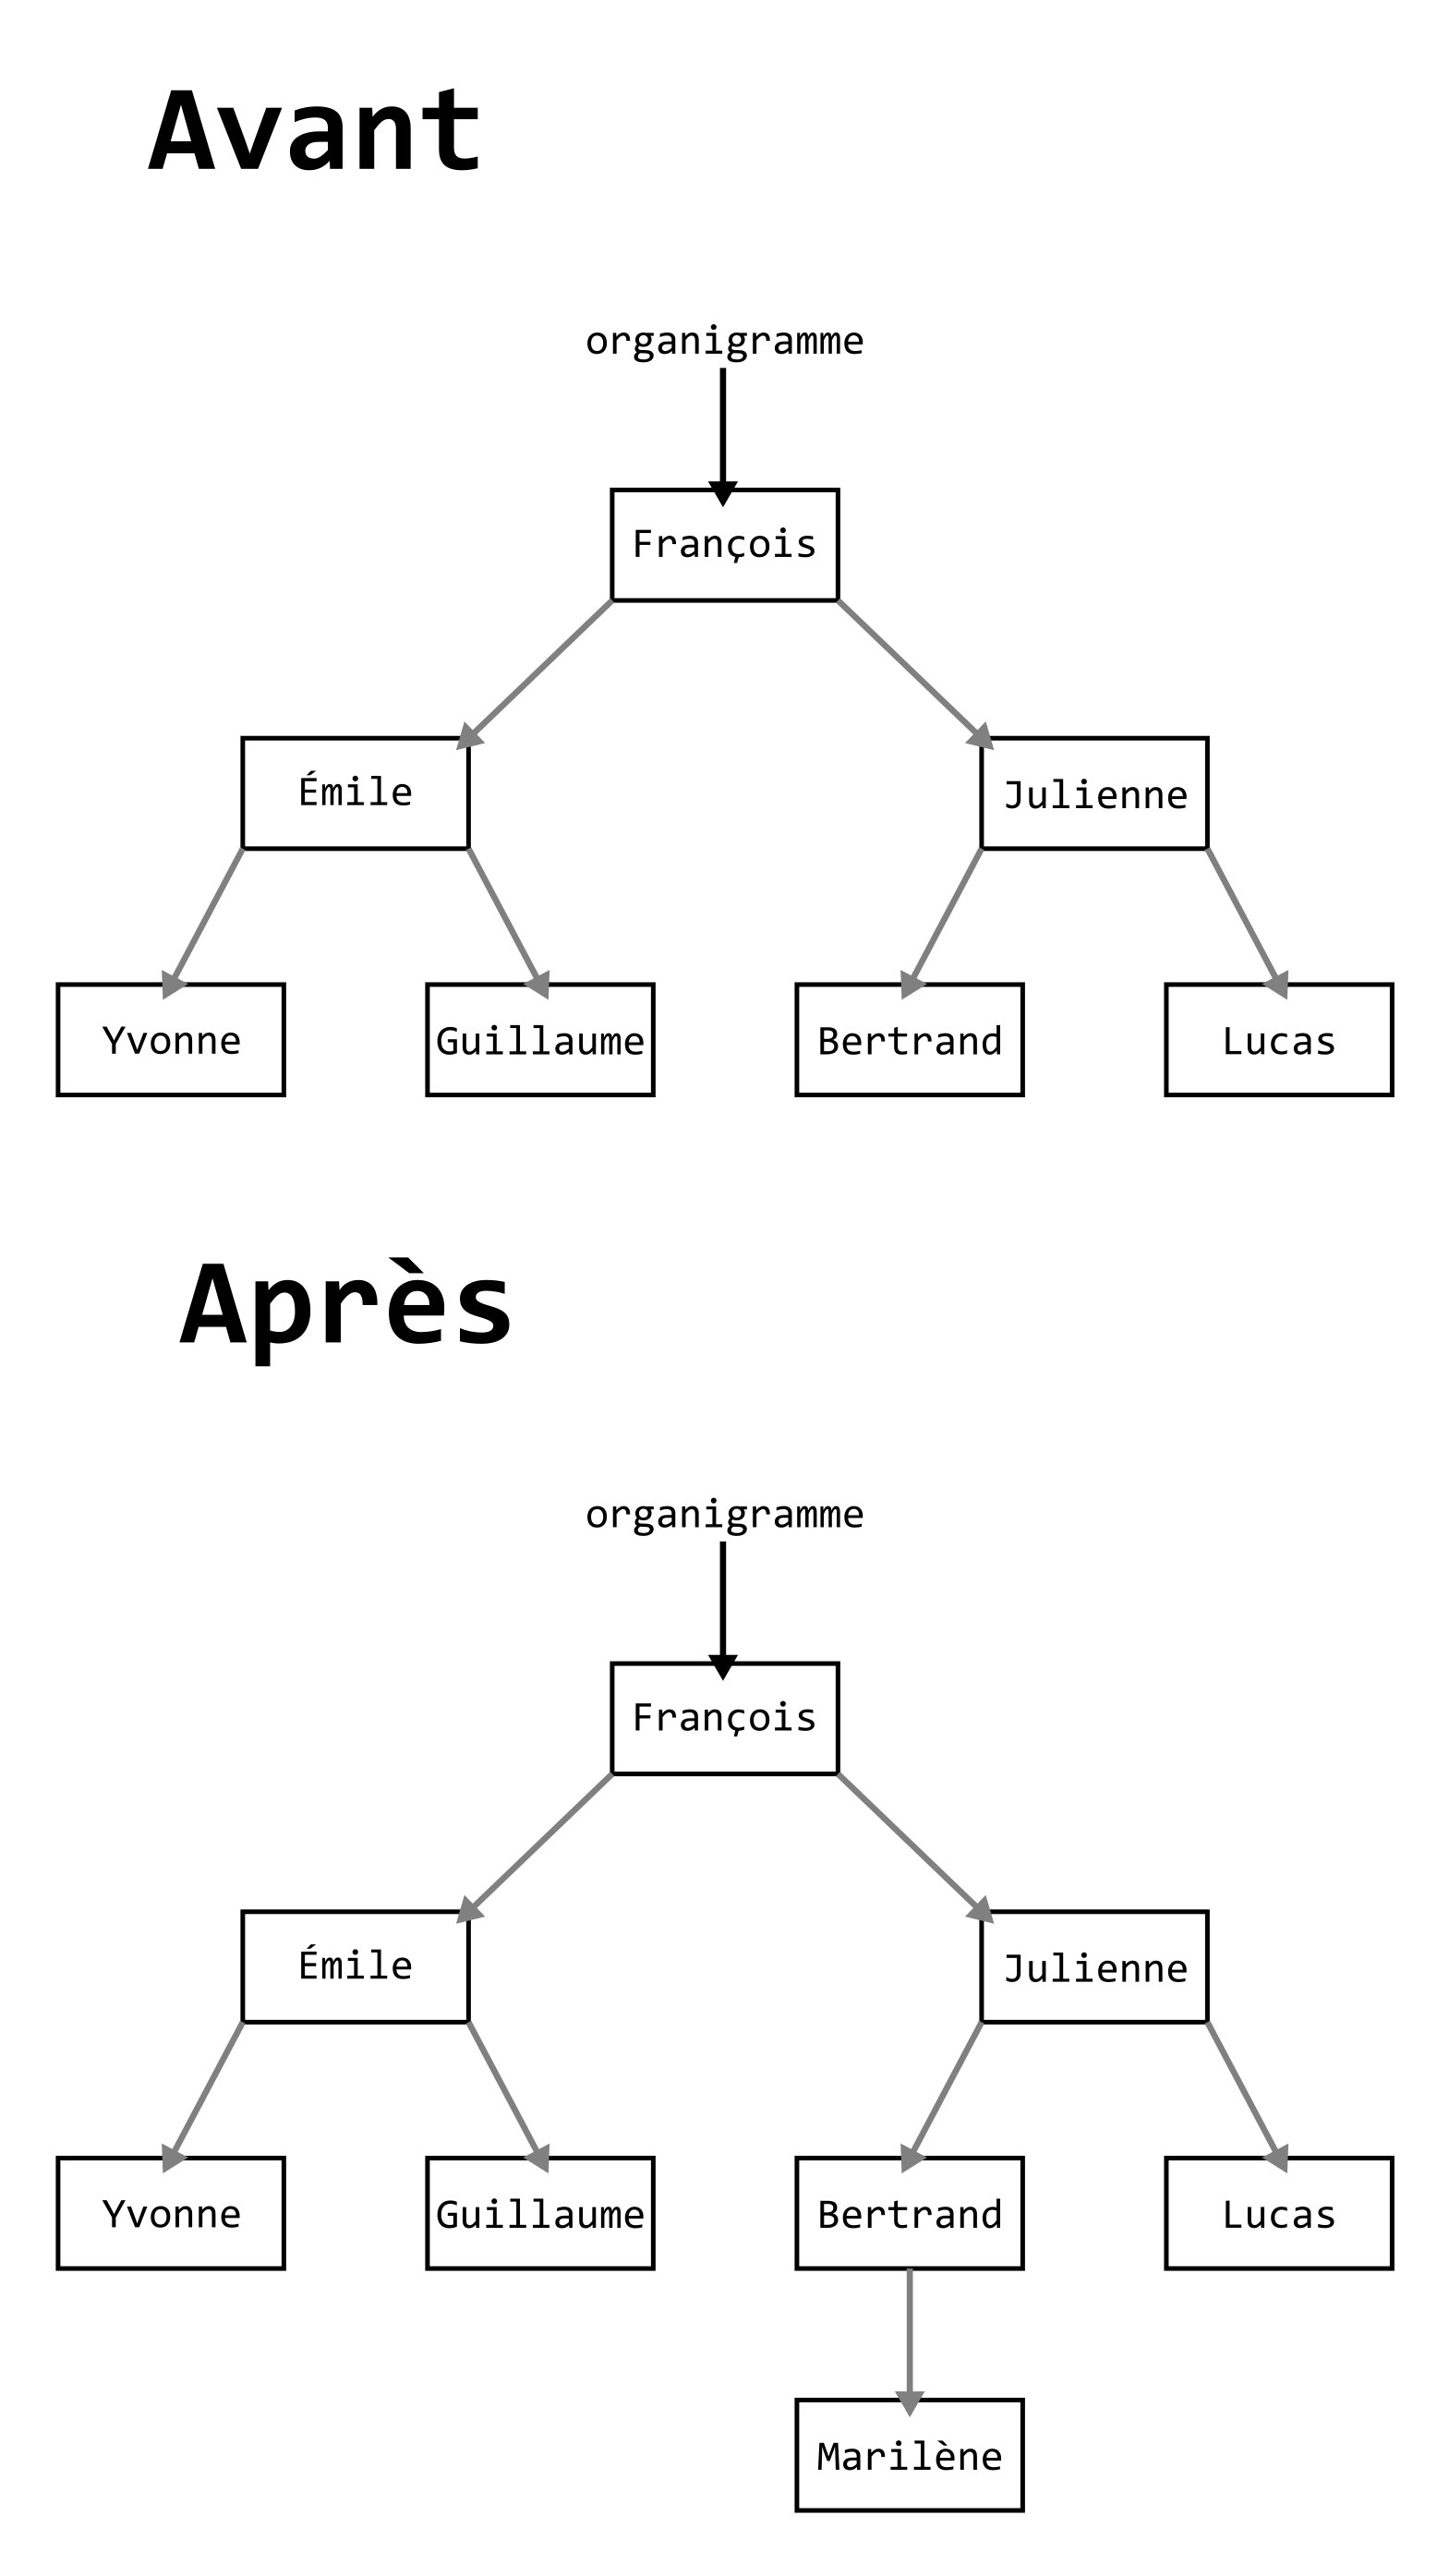 Avant
organigramme
François
Émile Julienne
Yvonne Guillaume Bertrand Lucas
Après
organigramme
François
Émile Julienne
Yvonne Guillaume Bertrand Lucas
Marilène